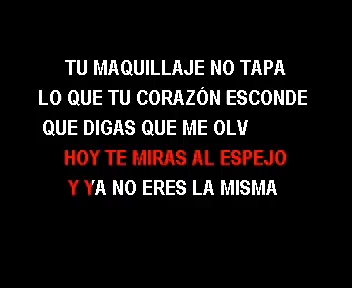 TU MAQUILLAJE NO TAPA
LO QUE TU CORAZÓN ESCONDE
QUE DIGAS QUE ME OLV
HOY TE MIRAS AL ESPEJO
Y YA NO ERES LA MISMA